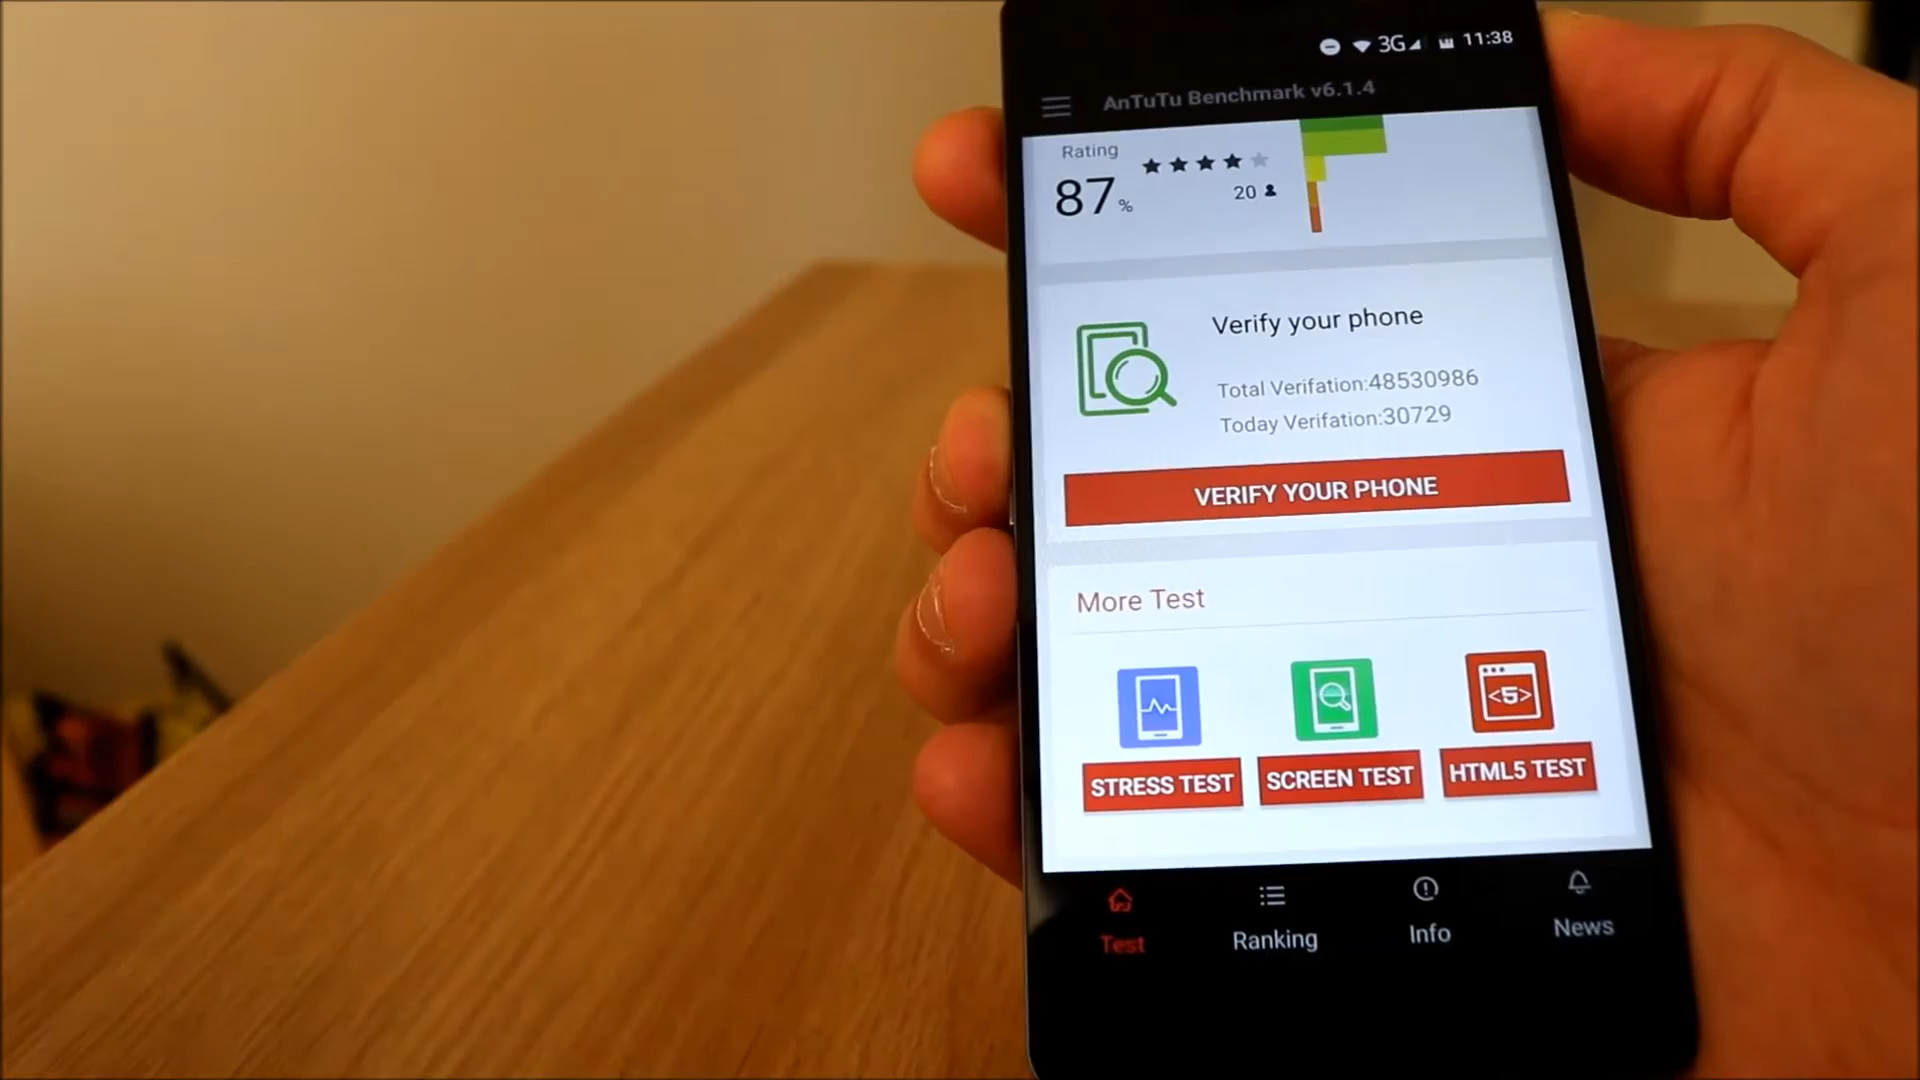 3G 11:38
AnTuTu Benchmark v6.1.4
Rating
87%
20
Verify your phone
Total Verifation:48530986
Today Verifation:30729
VERIFY YOUR PHONE
More Test
<5>
STRESS TEST SCREEN TEST HTML5 TEST
Test Ranking Info News